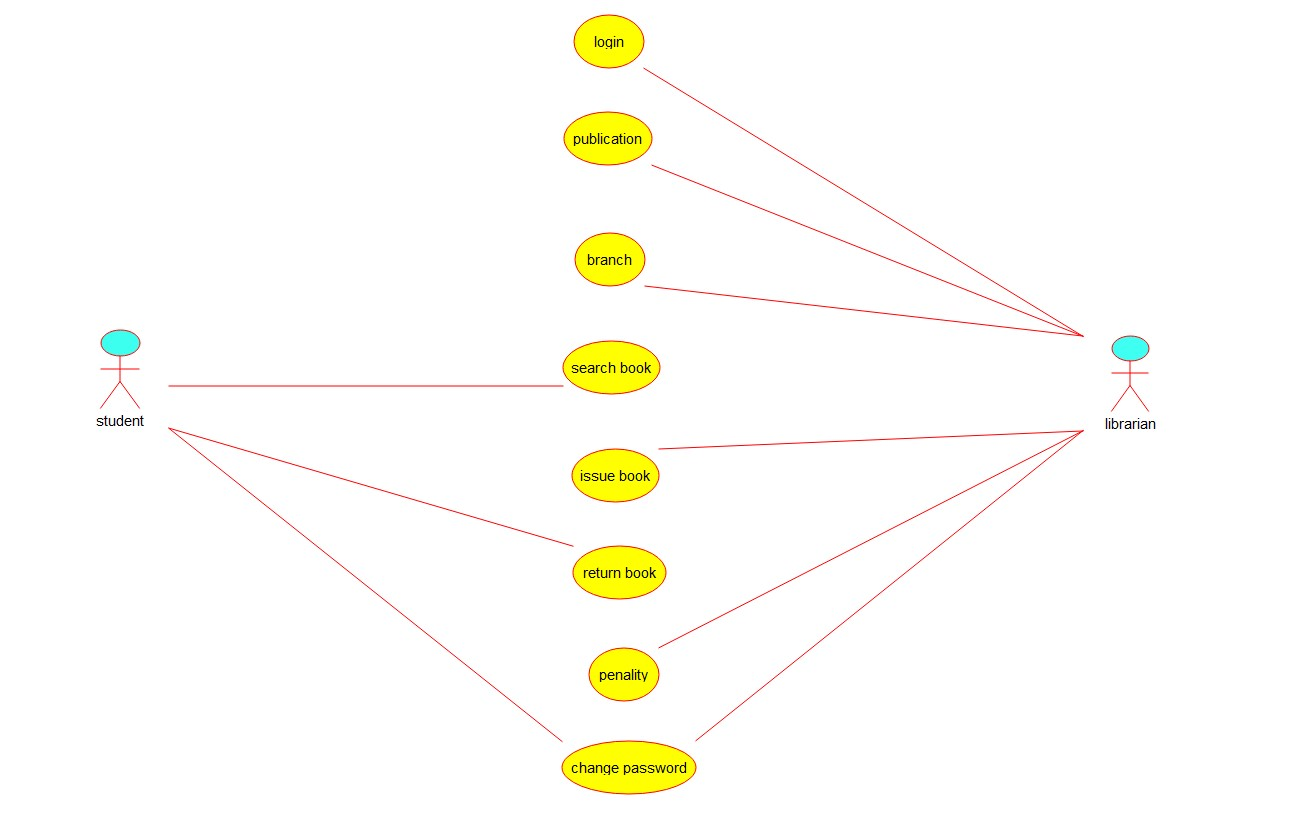 login
publication
branch
search book
student
librarian
issue book
return book
penality
change password